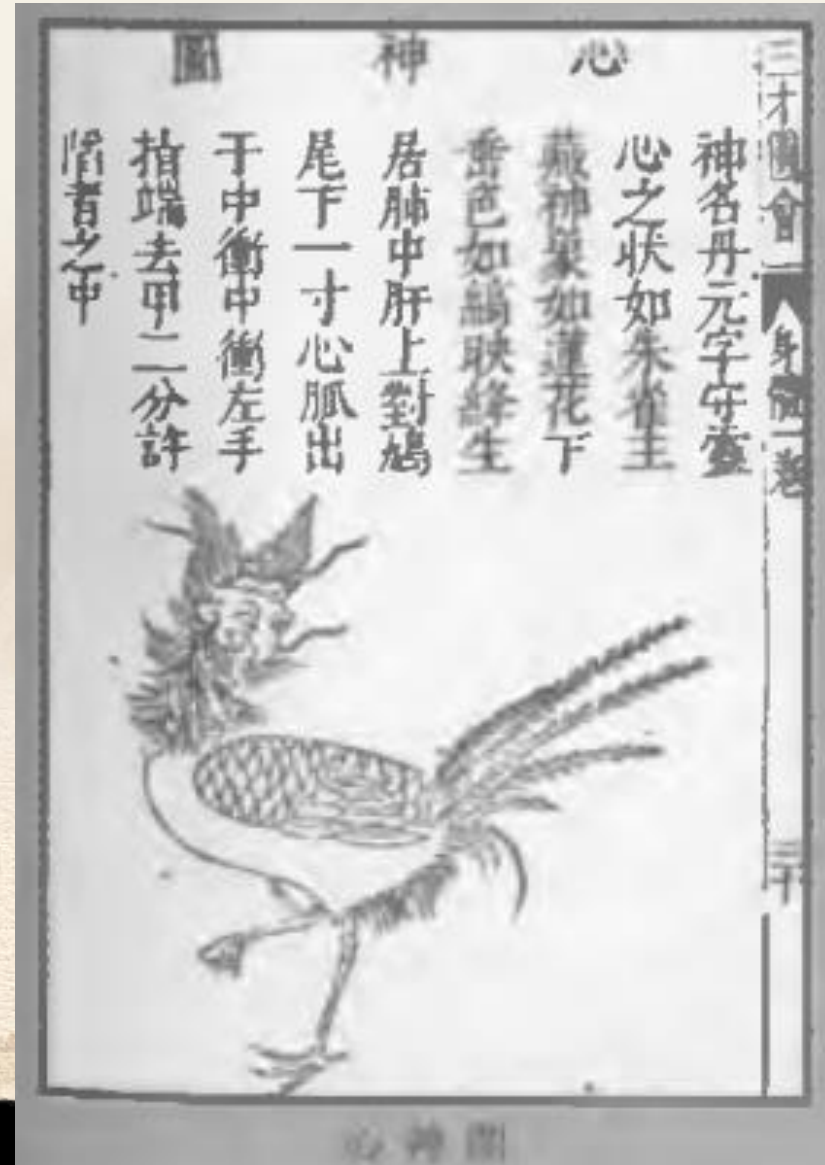 三才圖會
身體一卷
三十
心神圖
神名丹元字守靈
心之狀如朱雀主
藏神象如蓮花下
垂色如縞映絳生
居肺中肝上對鳩
尾下一寸心脈出
于中衝中衝左手
指端去甲二分許
陷者之中
心神圖